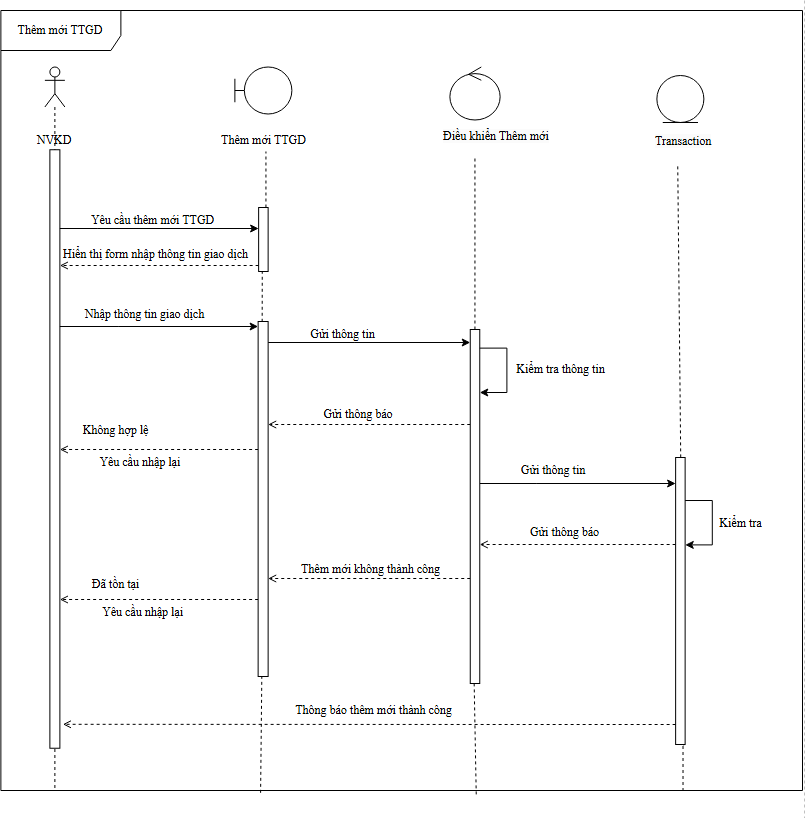 Thêm mới TTGD
NVKD
Thêm mới TTGD
Điều khiển Thêm mới
Transaction
Yêu cầu thêm mới TTGD
Hiển thị form nhập thông tin giao dịch
Nhập thông tin giao dịch
Gửi thông tin
Kiểm tra thông tin
Gửi thông báo
Không hợp lệ
Yêu cầu nhập lại
Gửi thông tin
Kiểm tra
Gửi thông báo
Thêm mới không thành công
Đã tồn tại
Yêu cầu nhập lại
Thông báo thêm mới thành công